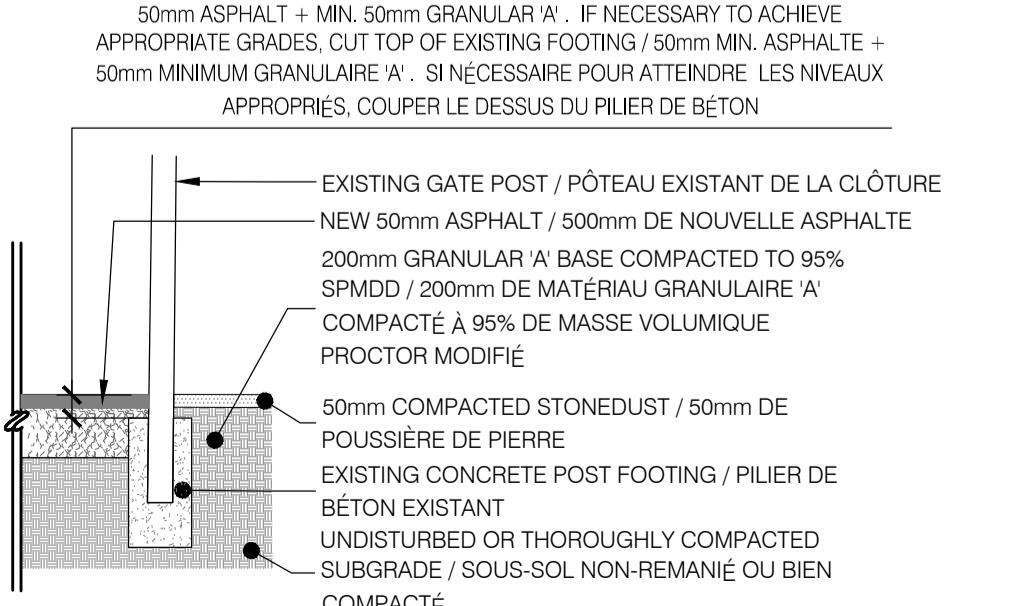 50mm ASPHALT + MIN. 50mm GRANULAR 'A' . IF NECESSARY TO ACHIEVE
APPROPRIATE GRADES, CUT TOP OF EXISTING FOOTING / 50mm MIN. ASPHALTE +
50mm MINIMUM GRANULAIRE 'A' . SI NÉCESSAIRE POUR ATTEINDRE LES NIVEAUX
APPROPRIÉS, COUPER LE DESSUS DU PILIER DE BÉTON
EXISTING GATE POST / PÔTEAU EXISTANT DE LA CLÔTURE
NEW 50mm ASPHALT / 500mm DE NOUVELLE ASPHALTE
200mm GRANULAR 'A' BASE COMPACTED TO 95%
SPMDD / 200mm DE MATÉRIAU GRANULAIRE 'A'
COMPACTÉ À 95% DE MASSE VOLUMIQUE
PROCTOR MODIFIÉ
50mm COMPACTED STONEDUST / 50mm DE
POUSSIÈRE DE PIERRE
EXISTING CONCRETE POST FOOTING / PILIER DE
BÉTON EXISTANT
UNDISTURBED OR THOROUGHLY COMPACTED
SUBGRADE / SOUS-SOL NON-REMANIÉ OU BIEN
COMPACTÉ